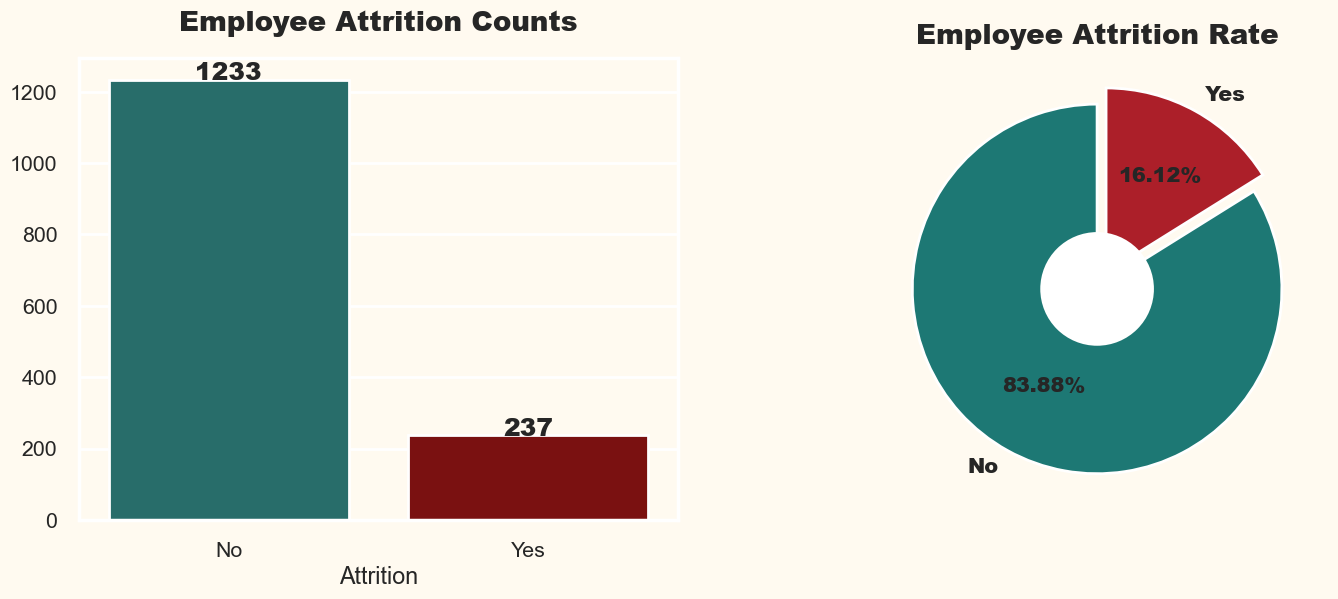 Employee Attrition Counts
1233
1200
1000
800
600
400
237
200
0
No
Yes
Attrition
Employee Attrition Rate
Yes
16.12%
83.88%
No